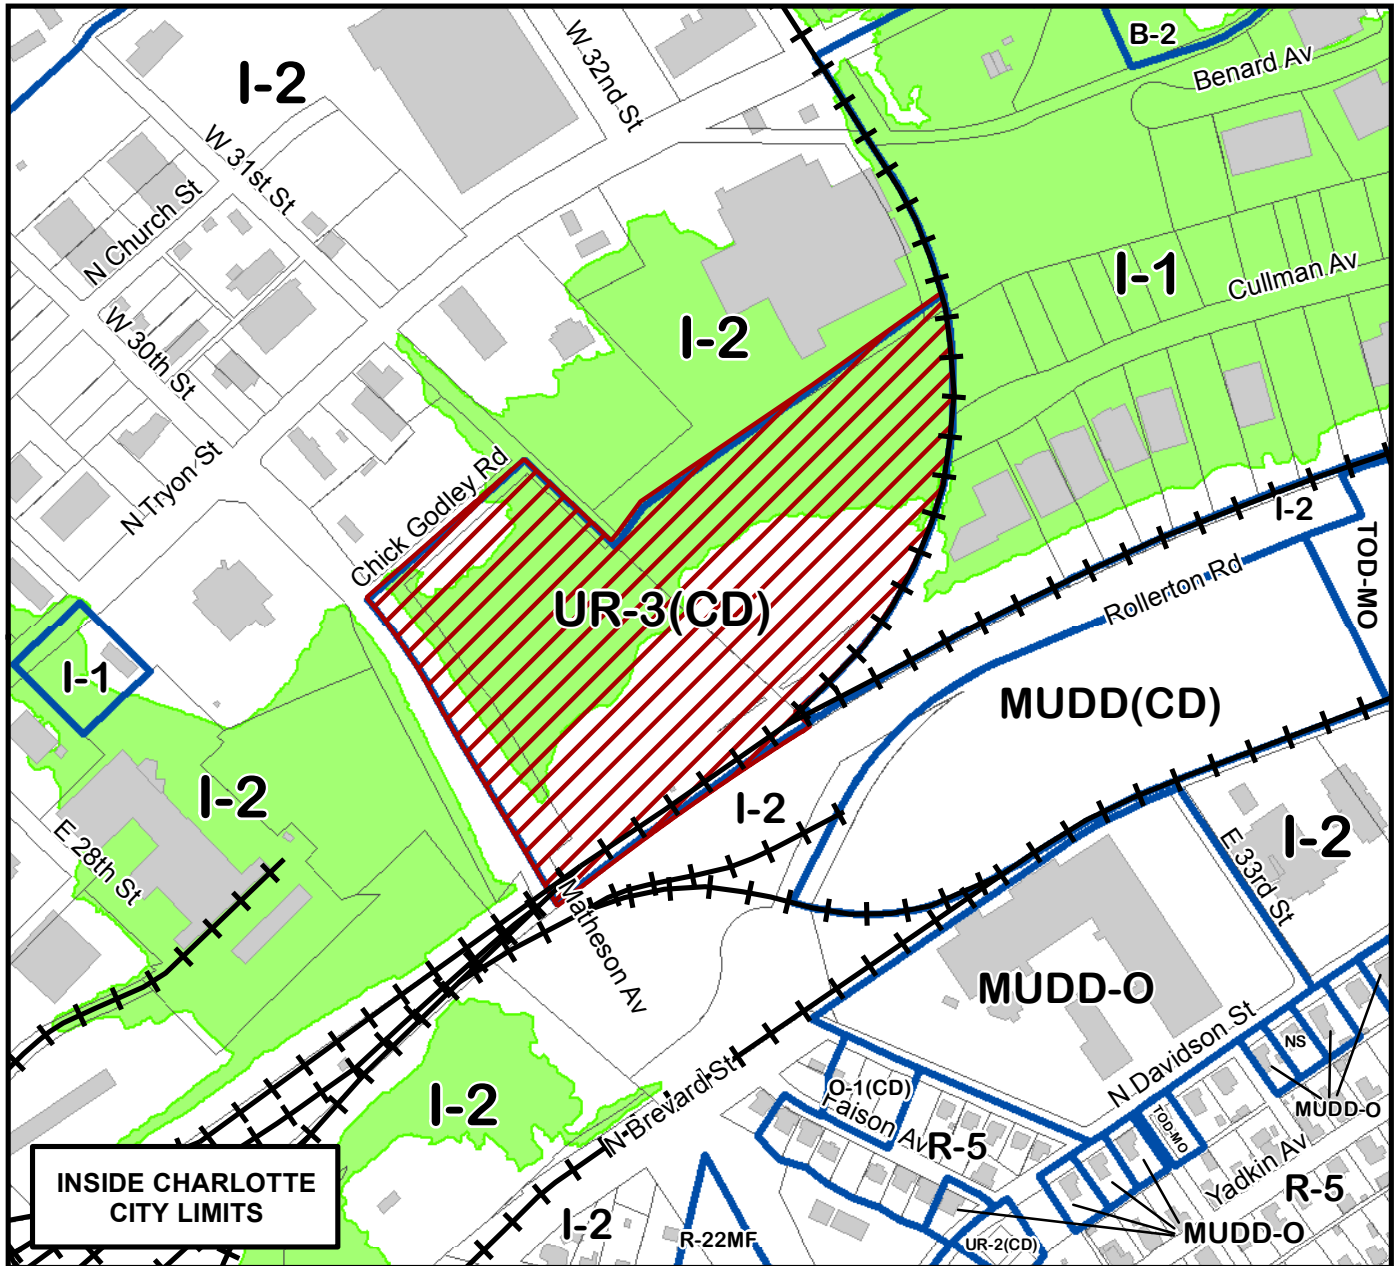 B-2
I-2
W 32nd St
Benard Av
W 31st St
N Church St
I-1
Cullman Av
W 30th St
I-2
N Tryon St
Chick Godley Rd
I-2
TOD-MO
Rollerton Rd
UR-3(CD)
I-1
MUDD(CD)
I-2
I-2
E 28th St
E 33rd St
I-2
Matheson Av
MUDD-O
N Davidson St
NS
MUDD-O
O-1(CD)
Faison Av
I-2
N Brevard St
R-5
TOD-MO
Yadkin Av
R-5
INSIDE CHARLOTTE
CITY LIMITS
I-2
R-22MF
UR-2(CD)
MUDD-O